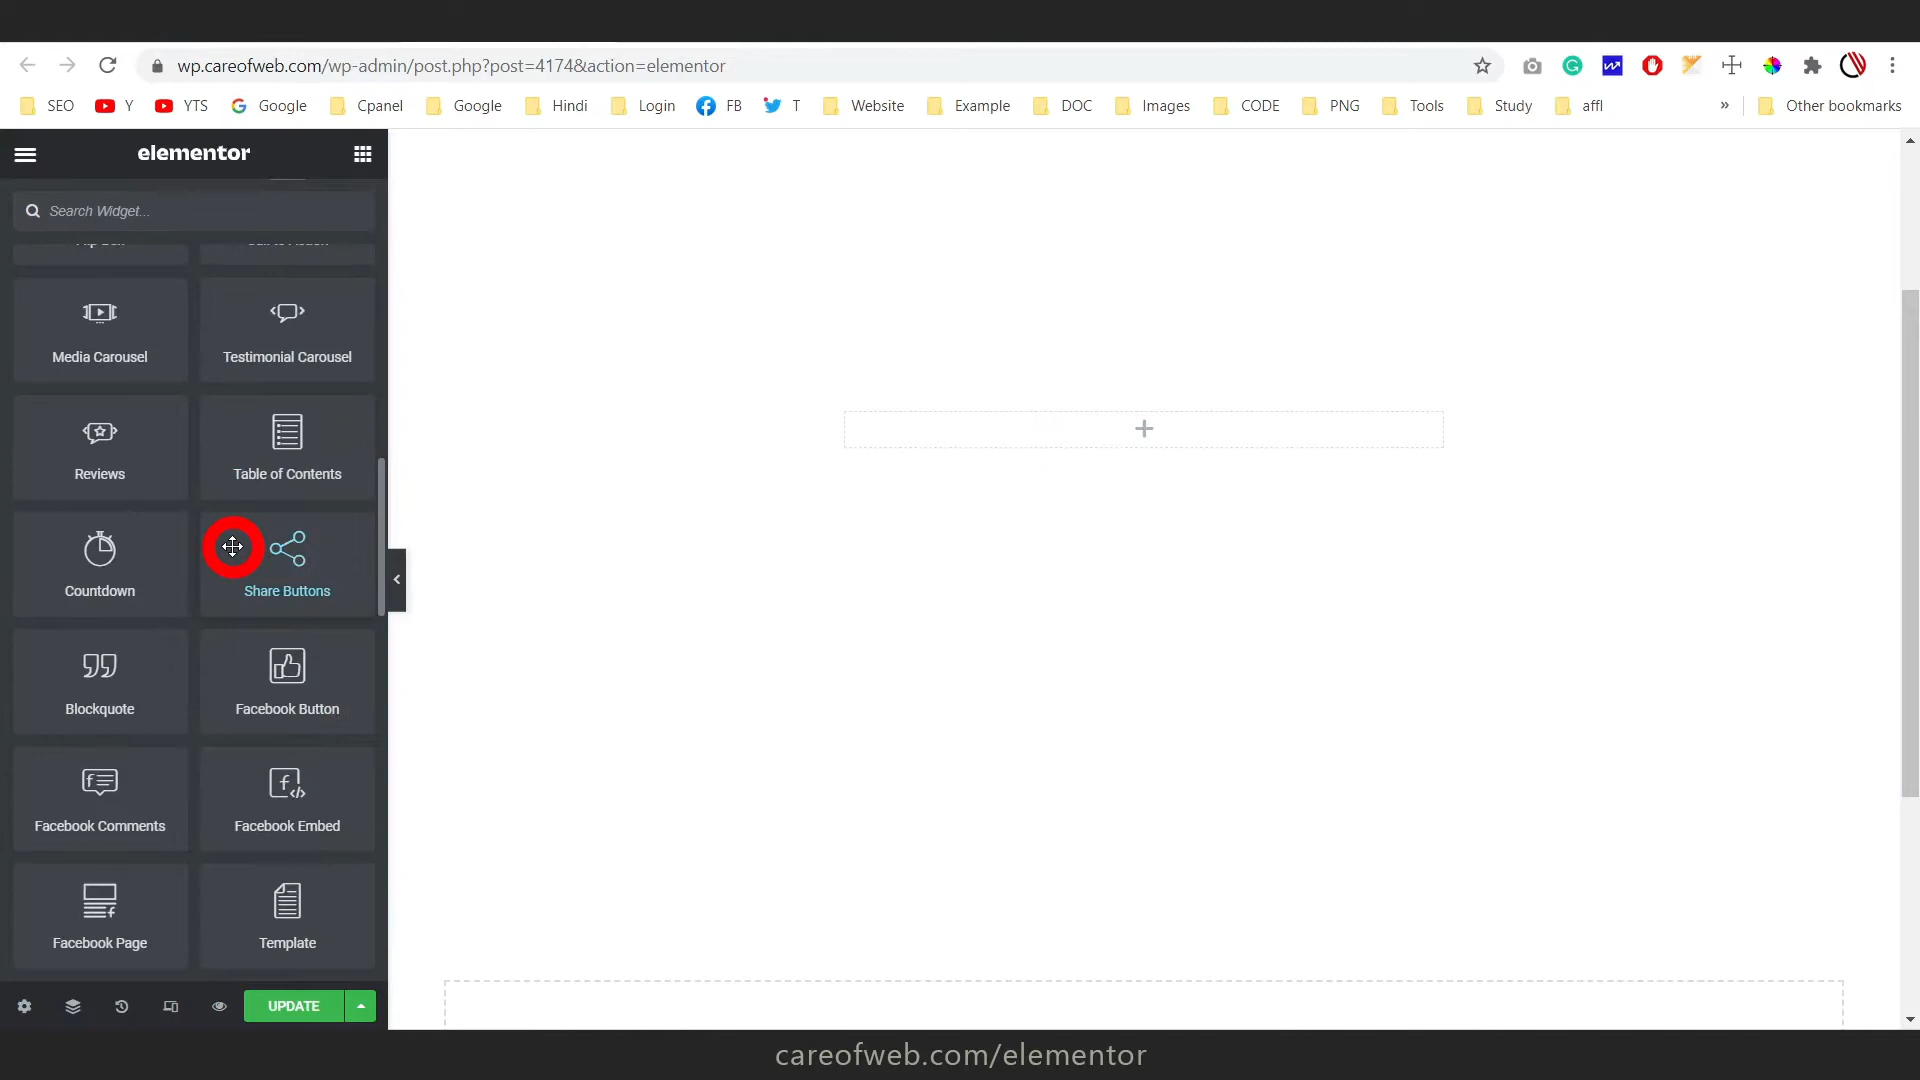 wp.careofweb.com/wp-admin/post.php?post=4174&action=elementor
SEO Y YTS Google Cpanel Google Hindi Login FB T Website Example DOC Images CODE PNG Tools Study affl » Other bookmarks
elementor
Search Widget...
Media Carousel Testimonial Carousel
Reviews Table of Contents
Countdown Share Buttons
Blockquote Facebook Button
Facebook Comments Facebook Embed
Facebook Page Template
UPDATE
careofweb.com/elementor